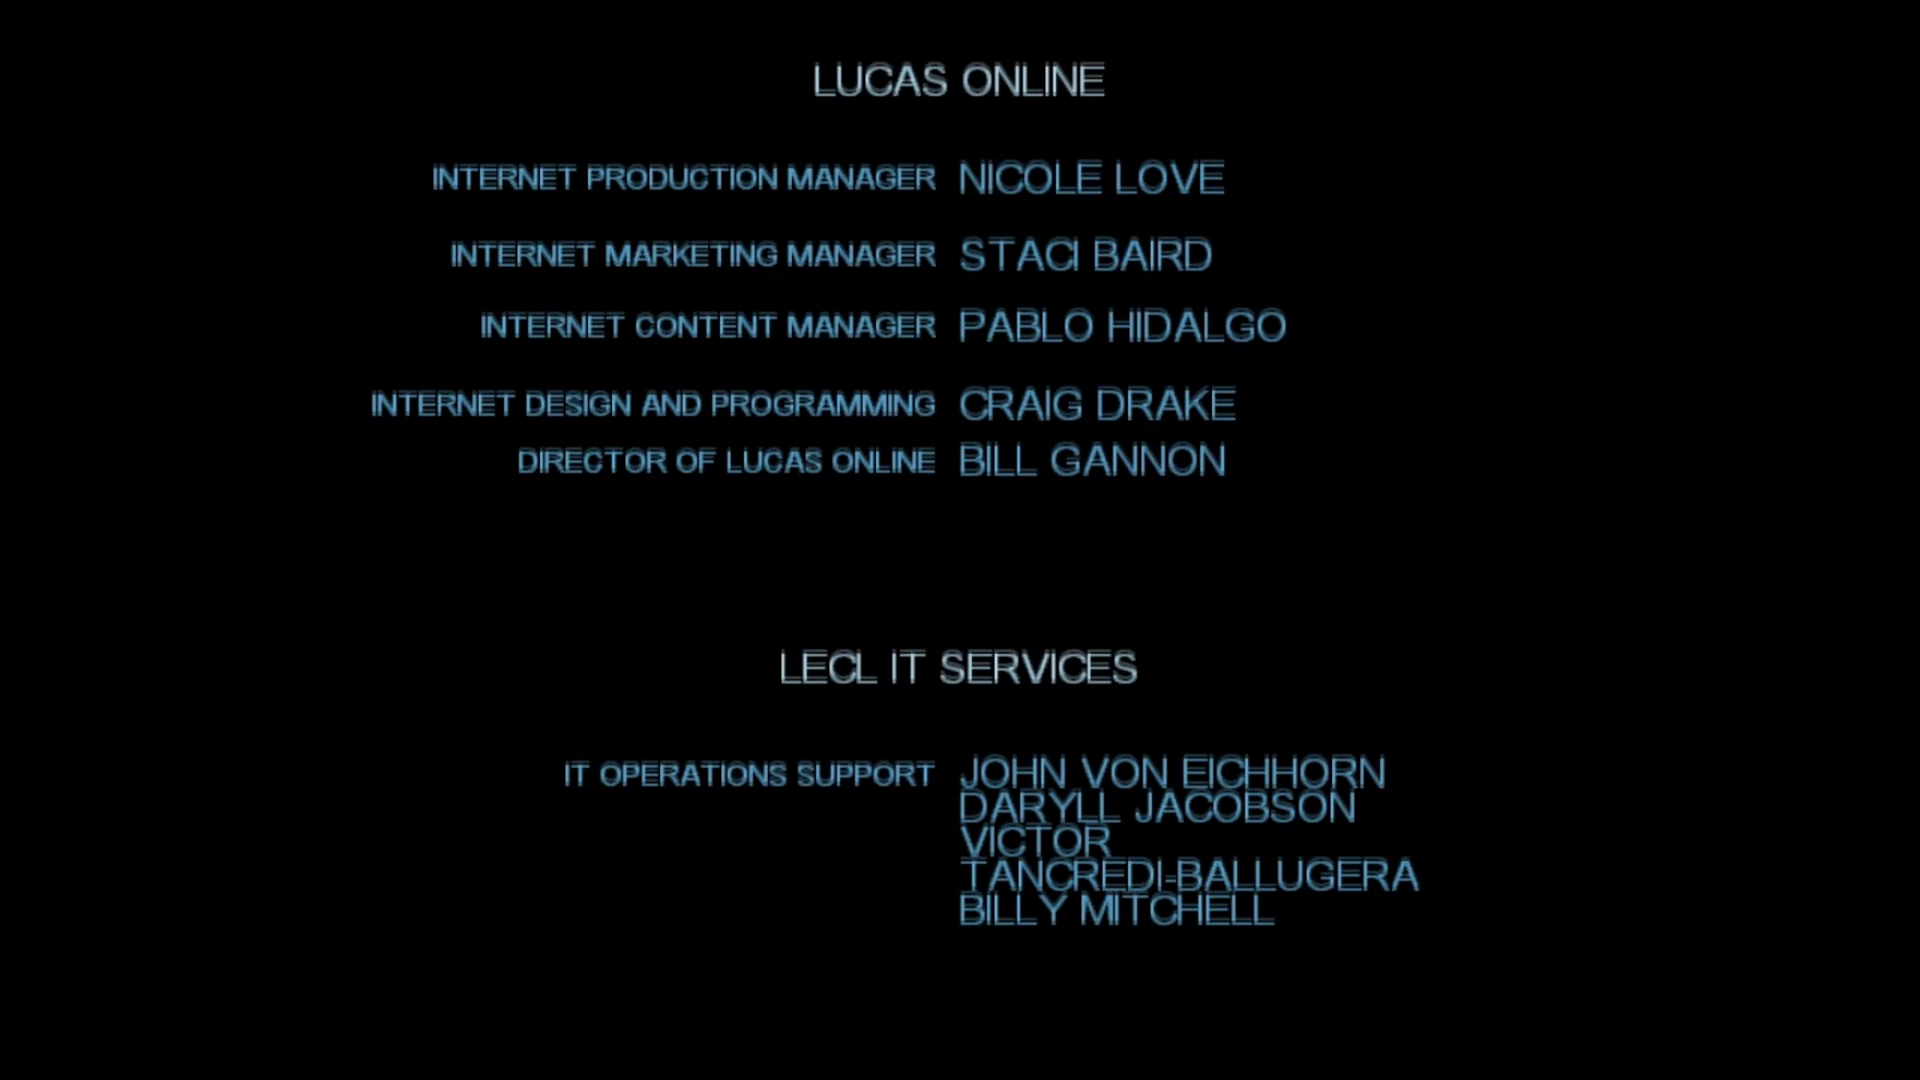 LUCAS ONLINE
INTERNET PRODUCTION MANAGER NICOLE LOVE
INTERNET MARKETING MANAGER STACI BAIRD
INTERNET CONTENT MANAGER PABLO HIDALGO
INTERNET DESIGN AND PROGRAMMING CRAIG DRAKE
DIRECTOR OF LUCAS ONLINE BILL GANNON
LECL IT SERVICES
IT OPERATIONS SUPPORT JOHN VON EICHHORN
DARYLL JACOBSON
VICTOR
TANCREDI-BALLUGERA
BILLY MITCHELL